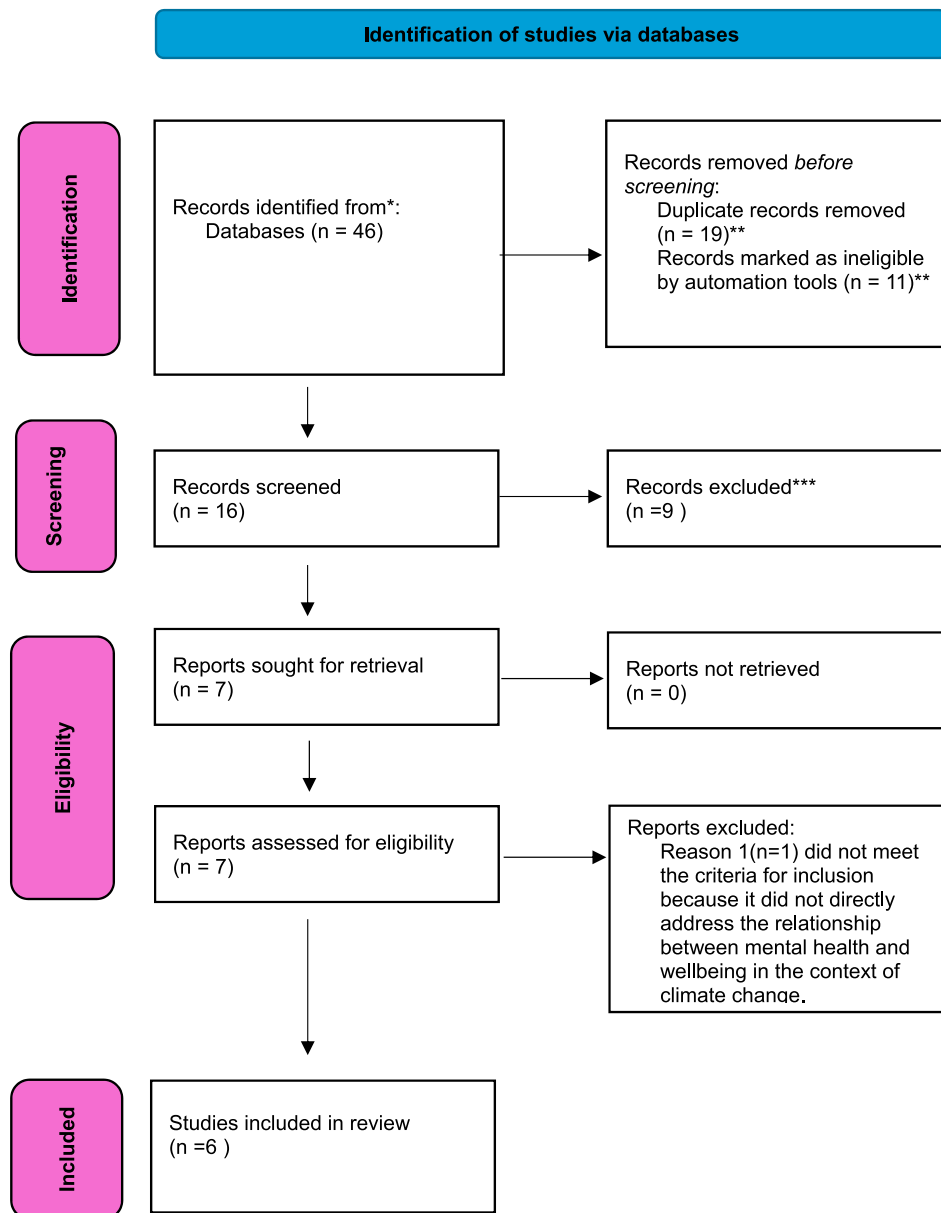 Identification of studies via databases
Identification
Records identified from*:
Databases (n = 46)
Records removed before
screening:
Duplicate records removed
(n = 19)**
Records marked as ineligible
by automation tools (n = 11)**
Screening
Records screened
(n = 16)
Records excluded***
(n =9 )
Eligibility
Reports sought for retrieval
(n = 7)
Reports not retrieved
(n = 0)
Reports assessed for eligibility
(n = 7)
Reports excluded:
Reason 1(n=1) did not meet
the criteria for inclusion
because it did not directly
address the relationship
between mental health and
wellbeing in the context of
climate change.
Included
Studies included in review
(n =6 )